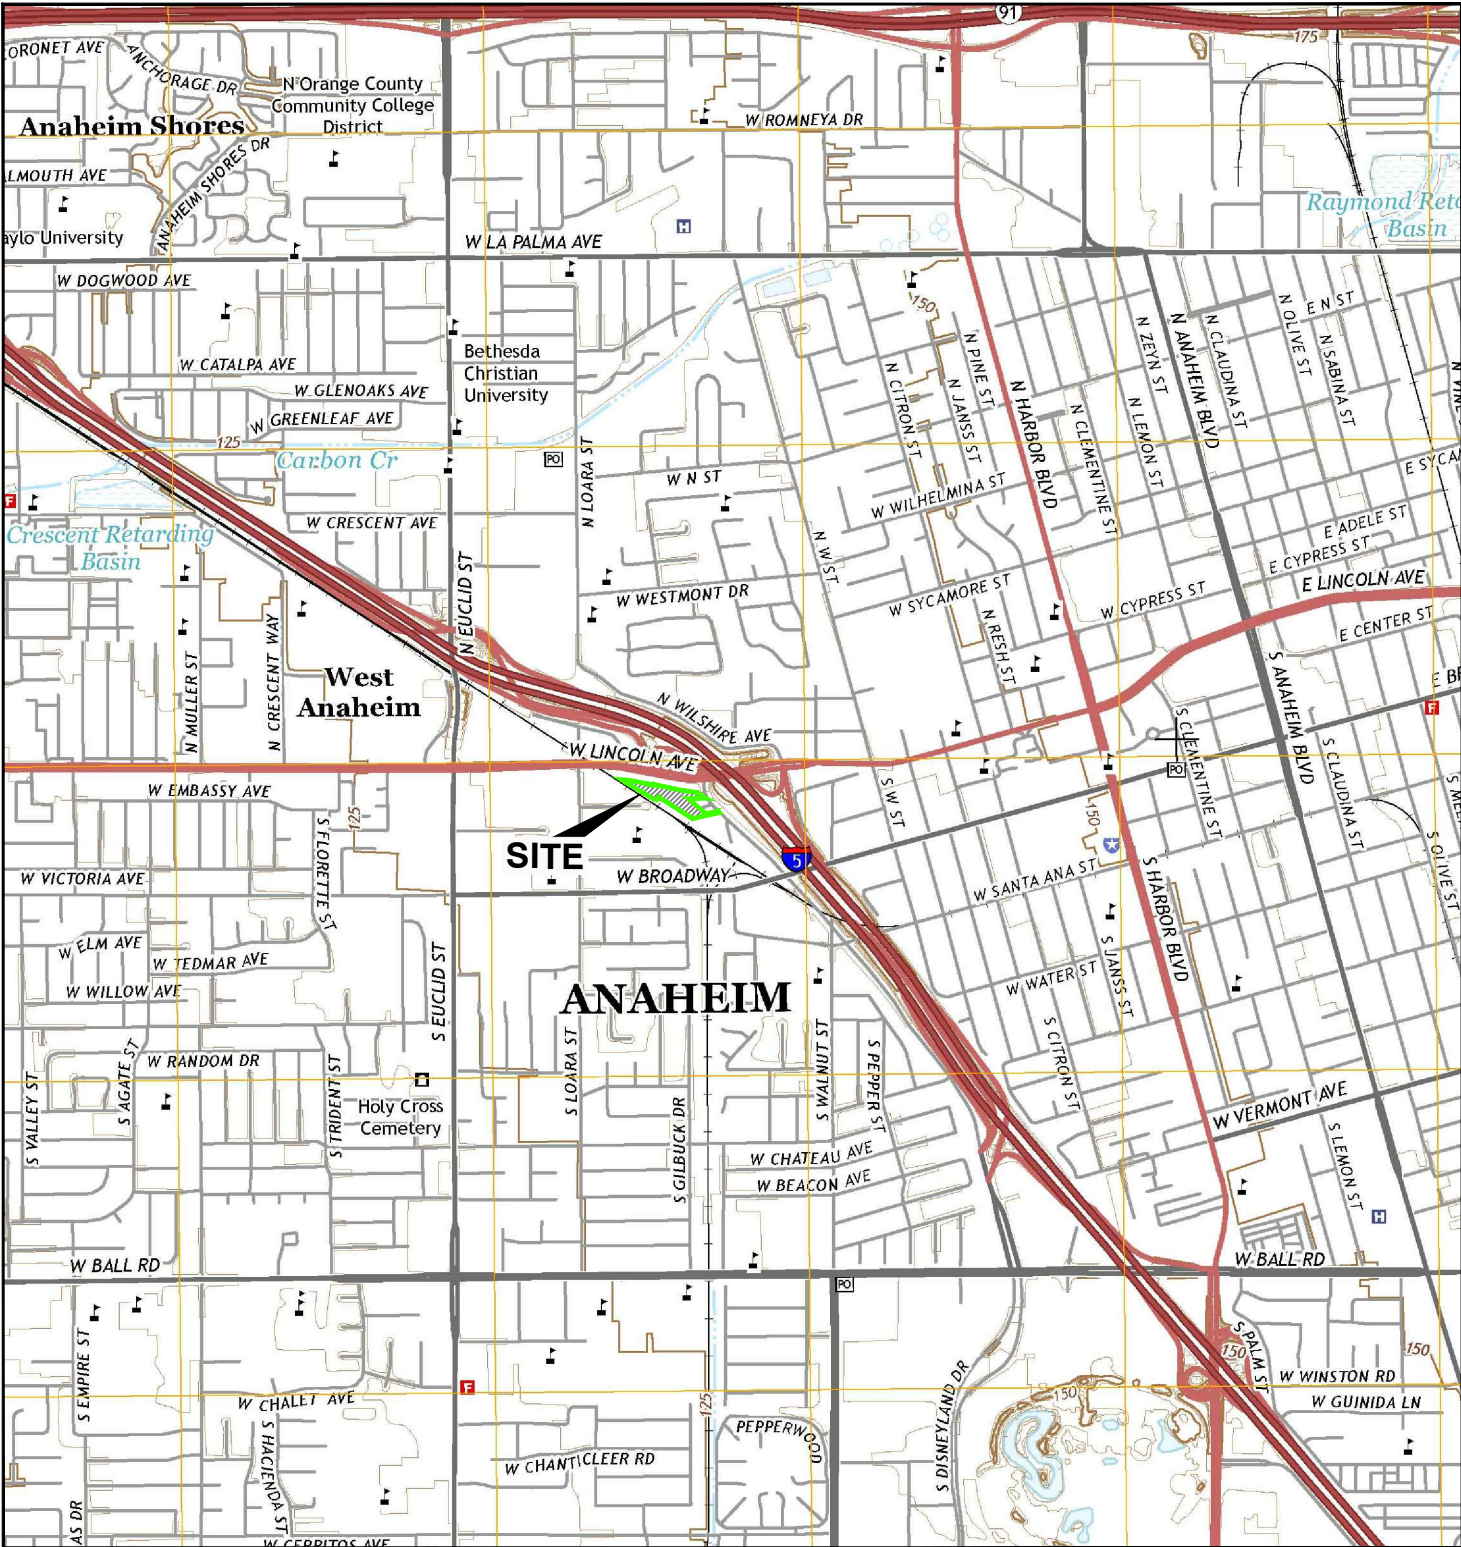 91
175
CORONET AVE
ANCHORAGE DR
N Orange County
Community College
District
Anaheim Shores
W ROMNEYA DR
ANAHEIM SHORES DR
LMOUTH AVE
Raymond Reta
Basin
aylo University
H
W LA PALMA AVE
W DOGWOOD AVE
150
N OLIVE ST
E N ST
N SABINA ST
N CLAUDINA ST
N ANAHEIM BLVD
N ZEYN ST
N PINE ST
N JANSS ST
N CITRON ST
N HARBOR BLVD
N CLEMENTINE ST
N LEMON ST
Bethesda
Christian
University
W CATALPA AVE
W GLENOAKS AVE
W GREENLEAF AVE
125
Carbon Cr
PO
N LOARA ST
W N ST
E SYCA
W WILHELMINA ST
F
Crescent Retarding
Basin
W CRESCENT AVE
N W ST
E ADELE ST
E CYPRESS ST
E LINCOLN AVE
E CENTER ST
W WESTMONT DR
W SYCAMORE ST
W CYPRESS ST
N RESH ST
N EUCLID ST
N CRESCENT WAY
N MULLER ST
West
Anaheim
N WILSHIRE AVE
S ANAHEIM BLVD
E BR
F
W LINCOLN AVE
S CLEMENTINE ST
PO
S CLAUDINA ST
S W ST
W EMBASSY AVE
125
S FLORETTE ST
SITE
150
5
W BROADWAY
W VICTORIA AVE
W SANTA ANA ST
S HARBOR BLVD
S OLIVE ST
W ELM AVE
W TEDMAR AVE
W WILLOW AVE
S EUCLID ST
ANAHEIM
W WATER ST
S JANSS ST
S CITRON ST
W RANDOM DR
S VALLEY ST
S AGATE ST
S TRIDENT ST
Holy Cross
Cemetery
S LOARA ST
S GILBUCK DR
S WALNUT ST
S PEPPER ST
W VERMONT AVE
S LEMON ST
W CHATEAU AVE
W BEACON AVE
H
W BALL RD
W BALL RD
PO
S EMPIRE ST
S PALM ST
150
150
W WINSTON RD
W GUINIDA LN
F
W CHALET AVE
S HACIENDA ST
125
S DISNEYLAND DR
150
PEPPERWOOD
W CHANTICLEER RD
AS DR
W CERRITOS AVE